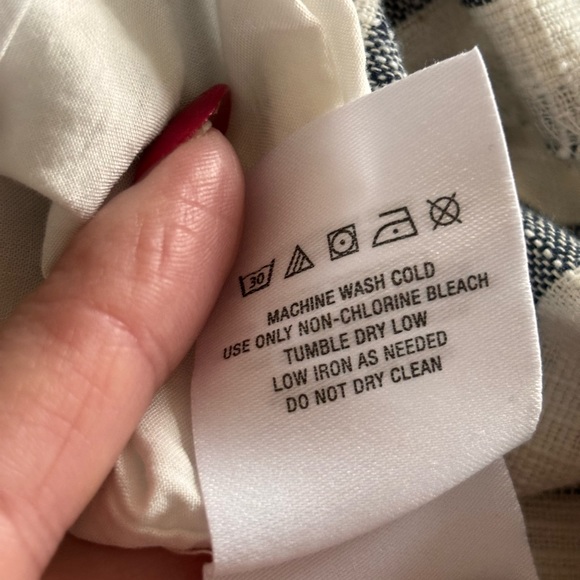 30
MACHINE WASH COLD
USE ONLY NON-CHLORINE BLEACH
TUMBLE DRY LOW
LOW IRON AS NEEDED
DO NOT DRY CLEAN